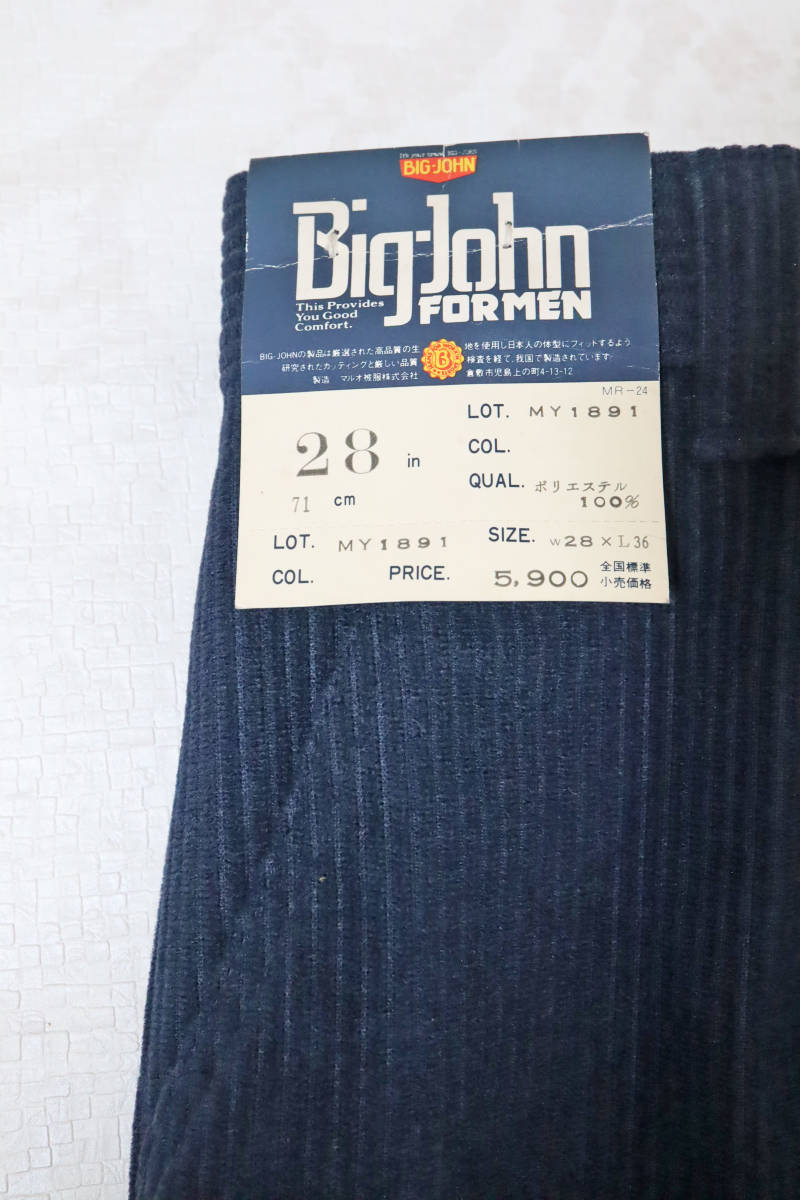 BIG-JOHN
Big-John
FOR MEN
This Provides
You Good
Comfort.
BIG-JOHNの製品は厳選された高品質の生地を使用し日本人の体型にフィットするよう
研究されたカッティングと厳しい品質検査を経て、我国で製造されています
製造 マルオ被服株式会社 倉敷市児島上の町4-13-12
B
MR-24
LOT. MY1891
28 in
COL.
71 cm
QUAL. ポリエステル
100%
LOT. MY1891 SIZE. W28×L36
COL. PRICE. 5,900 全国標準
小売価格